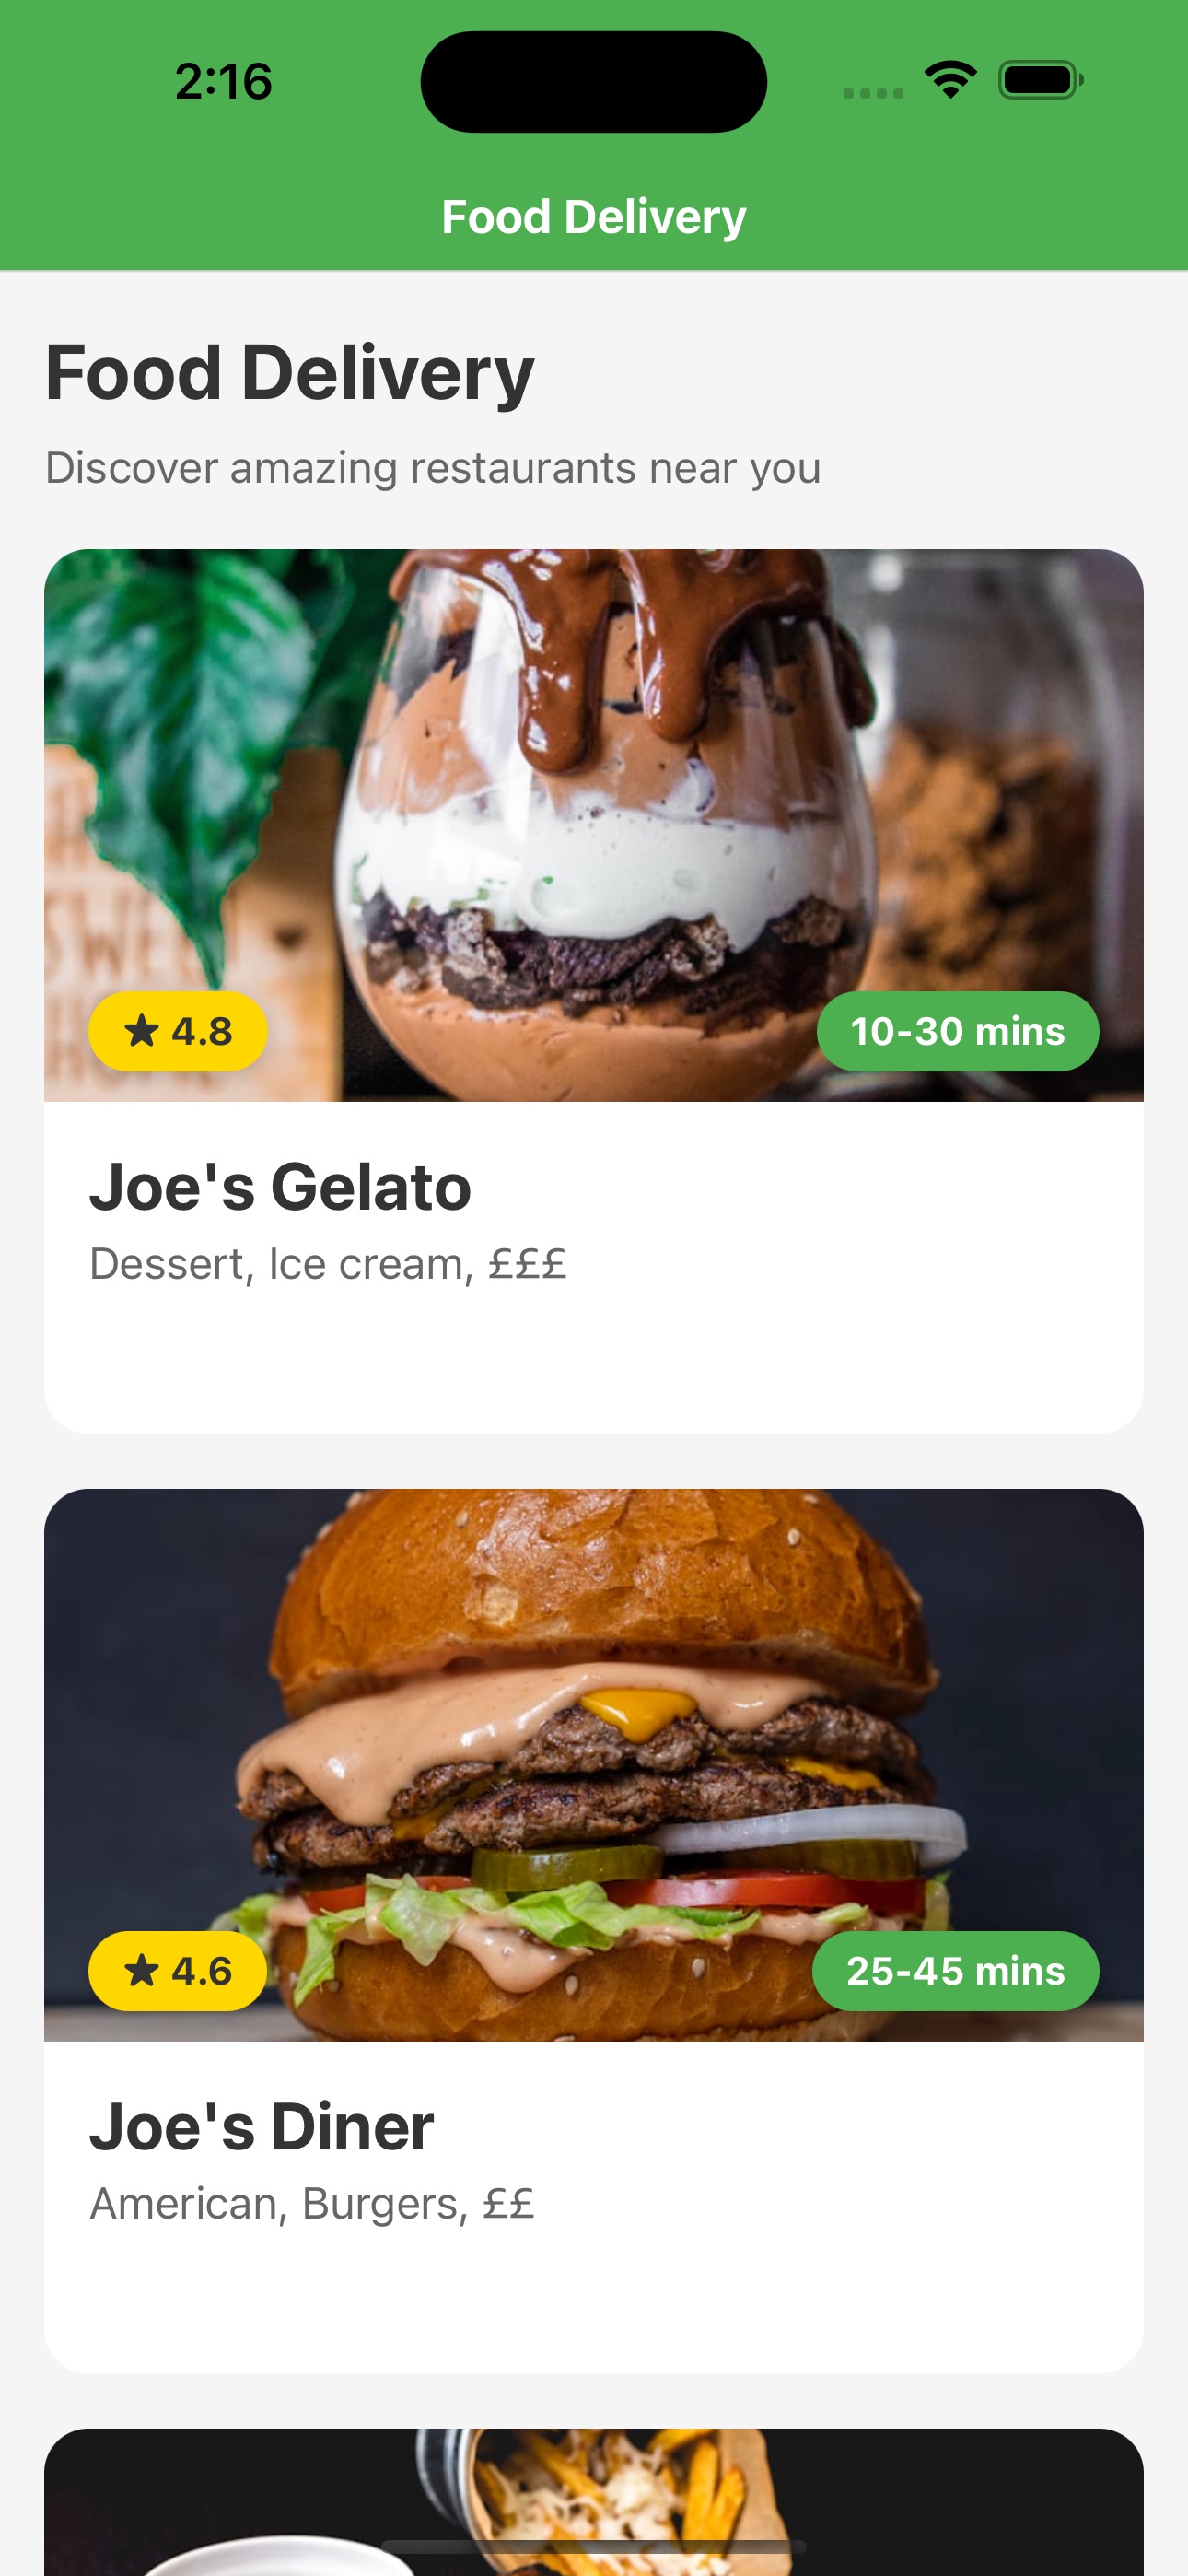 2:16
Food Delivery
Food Delivery
Discover amazing restaurants near you
★ 4.8
10-30 mins
Joe's Gelato
Dessert, Ice cream, £££
★ 4.6
25-45 mins
Joe's Diner
American, Burgers, ££